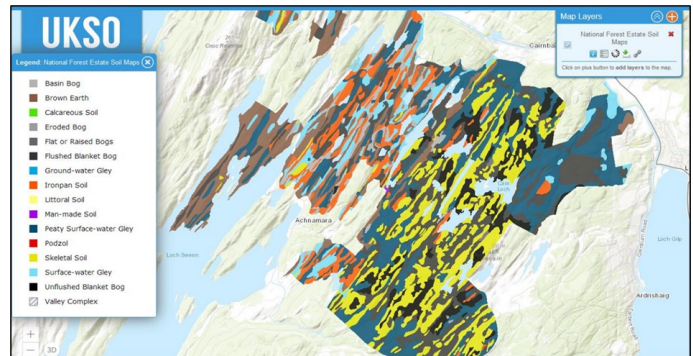 UKSO
Legend: National Forest Estate Soil Maps
Basin Bog
Brown Earth
Calcareous Soil
Eroded Bog
Flat or Raised Bogs
Flushed Blanket Bog
Ground-water Gley
Ironpan Soil
Littoral Soil
Man-made Soil
Peaty Surface-water Gley
Podzol
Skeletal Soil
Surface-water Gley
Unflushed Blanket Bog
Valley Complex
+
−
3D
Map Layers
National Forest Estate Soil
Maps
Click on plus button to add layers to the map.
Cairnba
Achnamara
Loch Sween
Loch Gilp
Ardrishaig